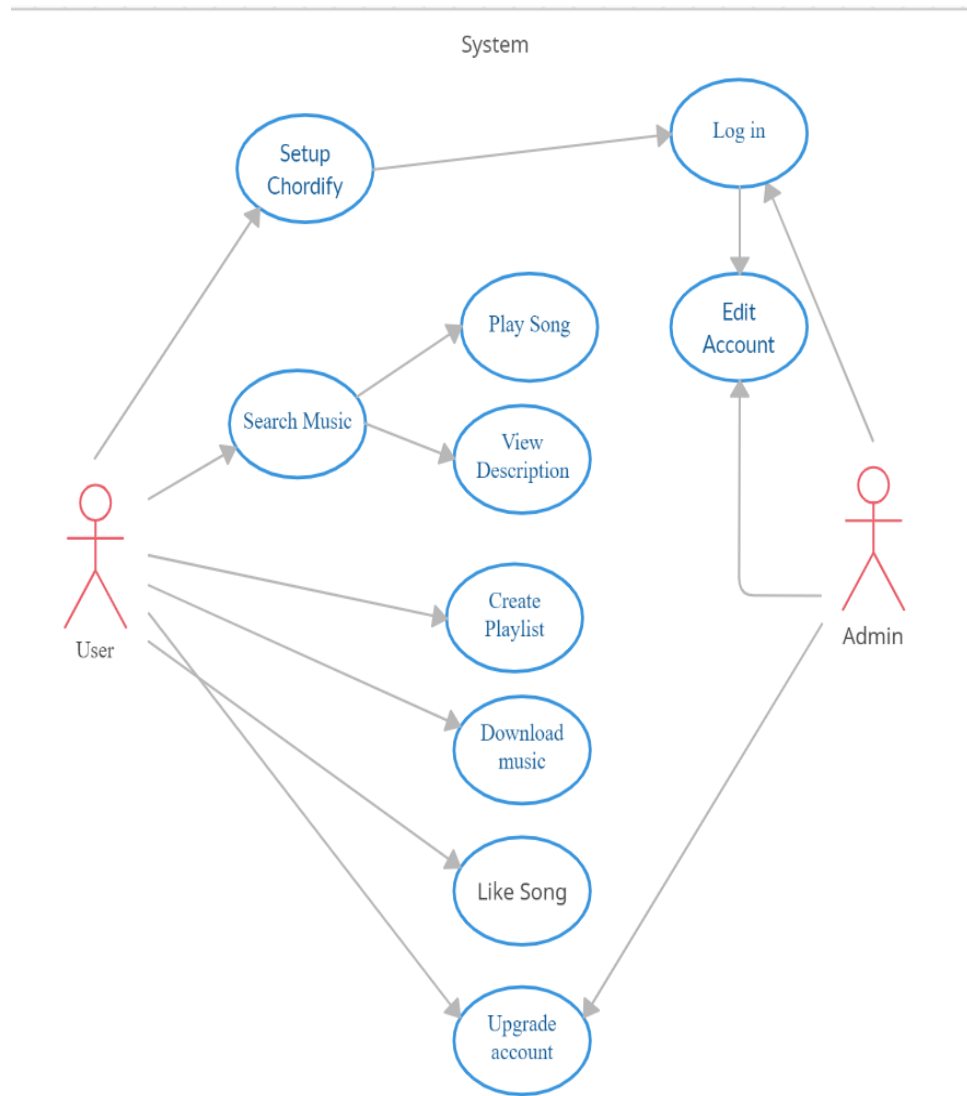 System
Setup
Chordify
Log in
Play Song
Edit
Account
Search Music
View
Description
Create
Playlist
User
Admin
Download
music
Like Song
Upgrade
account